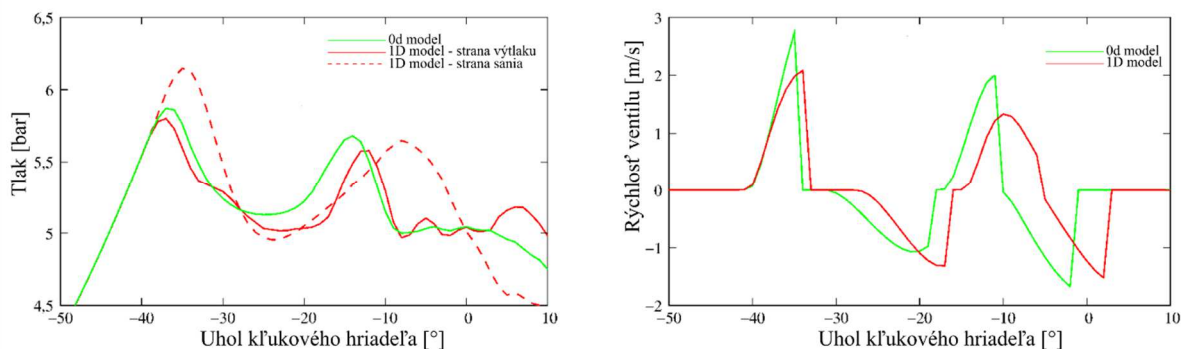 6,5
6
5,5
5
4,5
Tlak [bar]
0d model
1D model - strana výtlaku
1D model - strana sania
−50 −40 −30 −20 −10 0 10
Uhol kľukového hriadeľa [°]
3
2
1
0
−1
−2
Rýchlosť ventilu [m/s]
0d model
1D model
−50 −40 −30 −20 −10 0 10
Uhol kľukového hriadeľa [°]